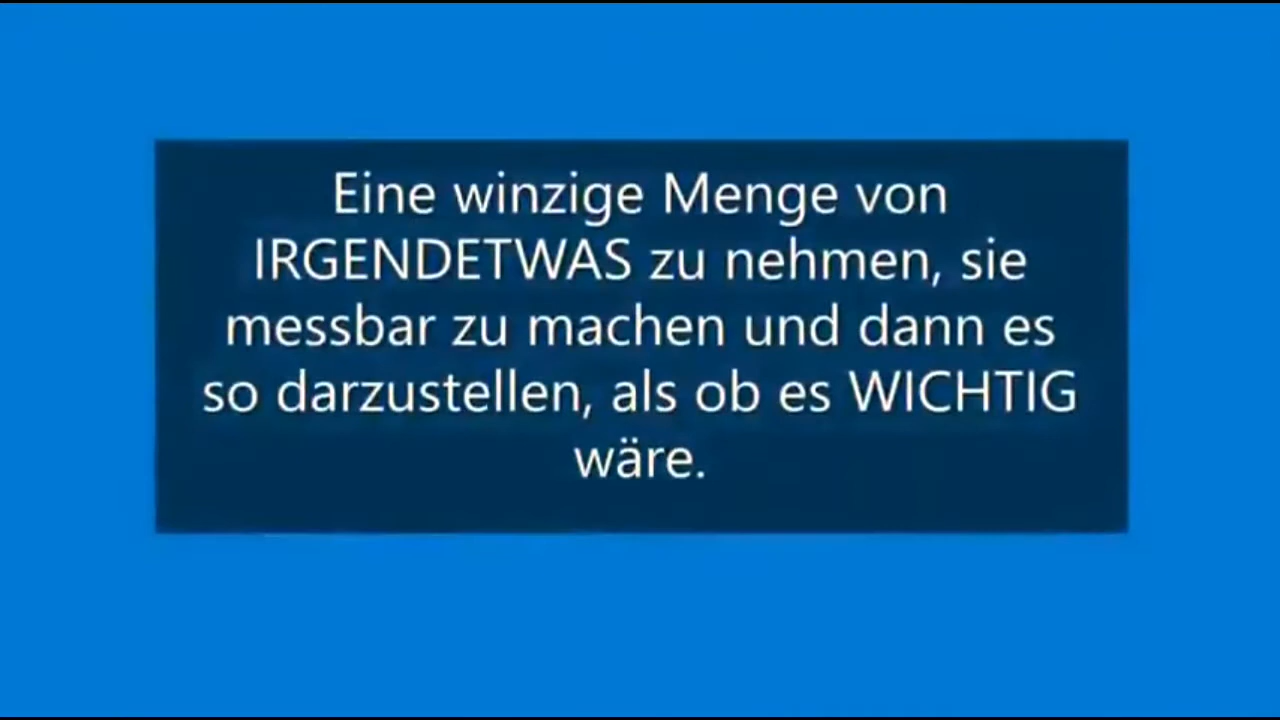 Eine winzige Menge von
IRGENDETWAS zu nehmen, sie
messbar zu machen und dann es
so darzustellen, als ob es WICHTIG
wäre.